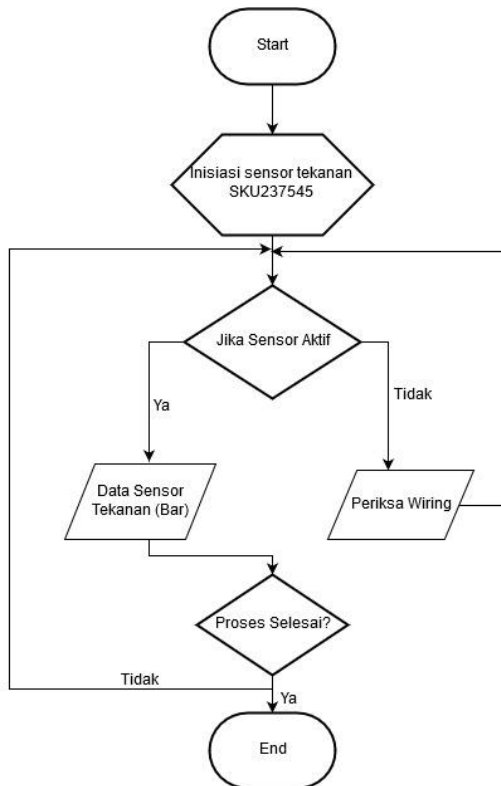 Start
Inisiasi sensor tekanan
SKU237545
Jika Sensor Aktif
Ya
Tidak
Data Sensor
Tekanan (Bar)
Periksa Wiring
Proses Selesai?
Tidak
Ya
End